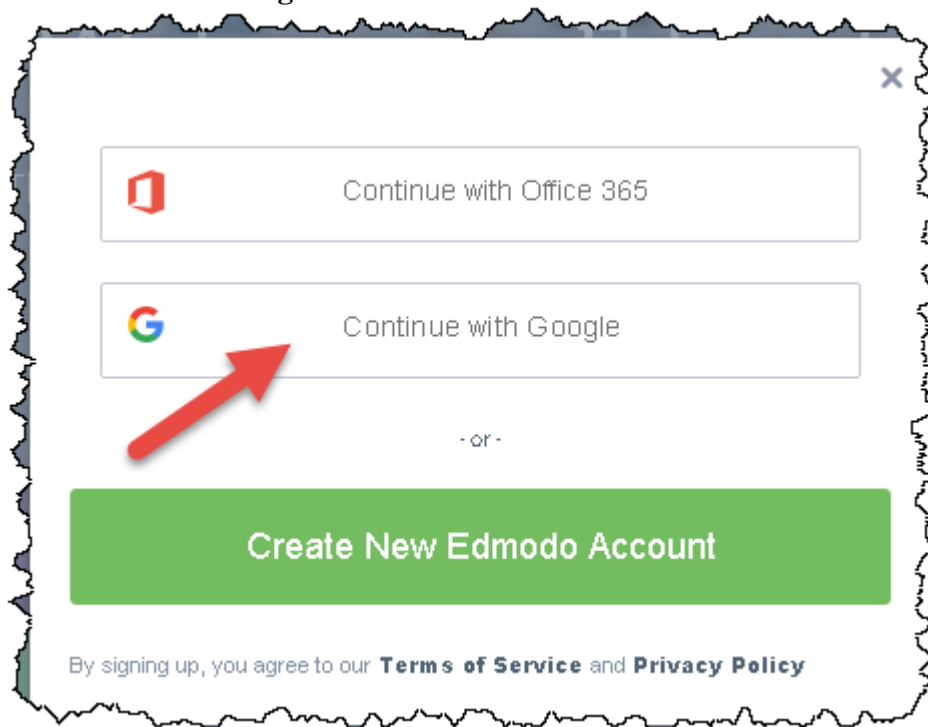 Continue with Office 365
Continue with Google
- or -
Create New Edmodo Account
By signing up, you agree to our Terms of Service and Privacy Policy